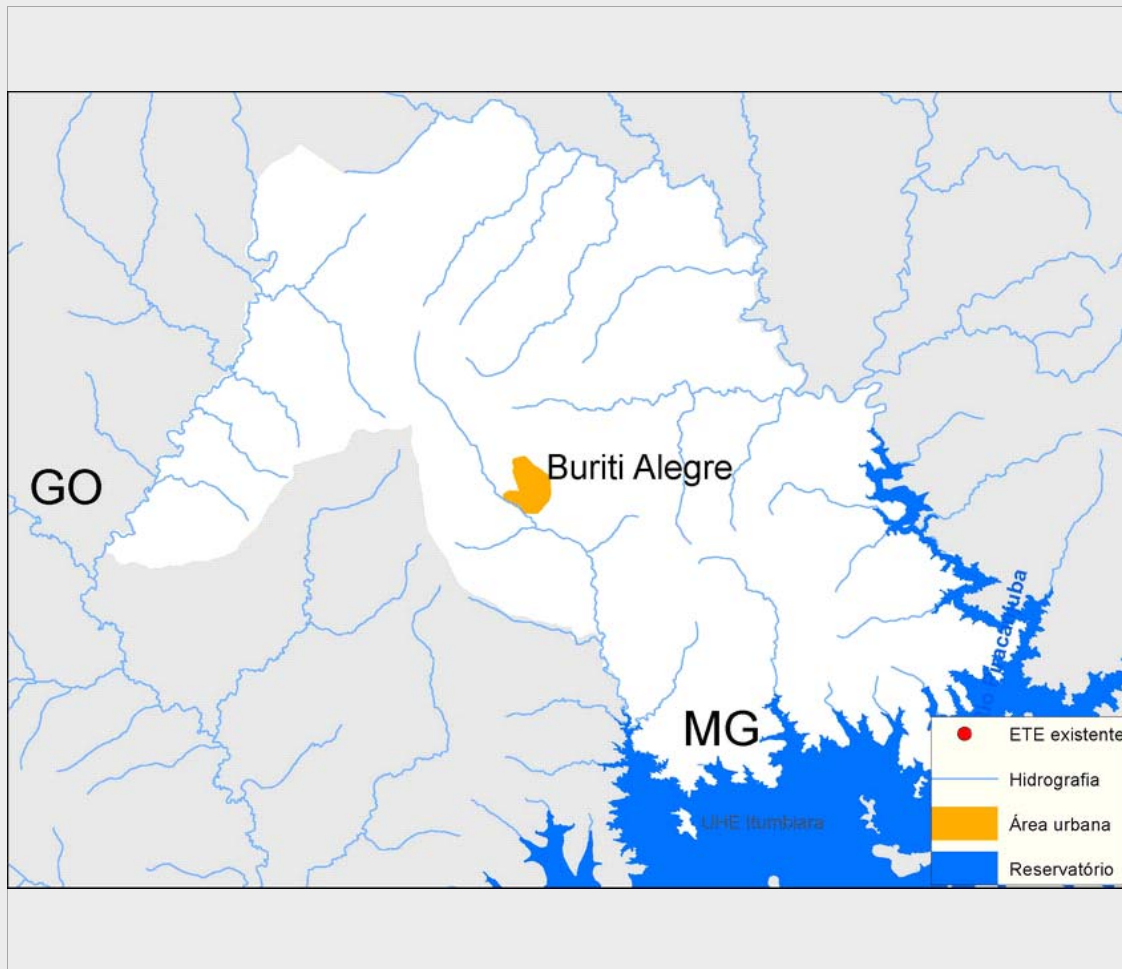 GO
Buriti Alegre
MG
UHE Itumbiara
ETE existente
Hidrografia
Área urbana
Reservatório